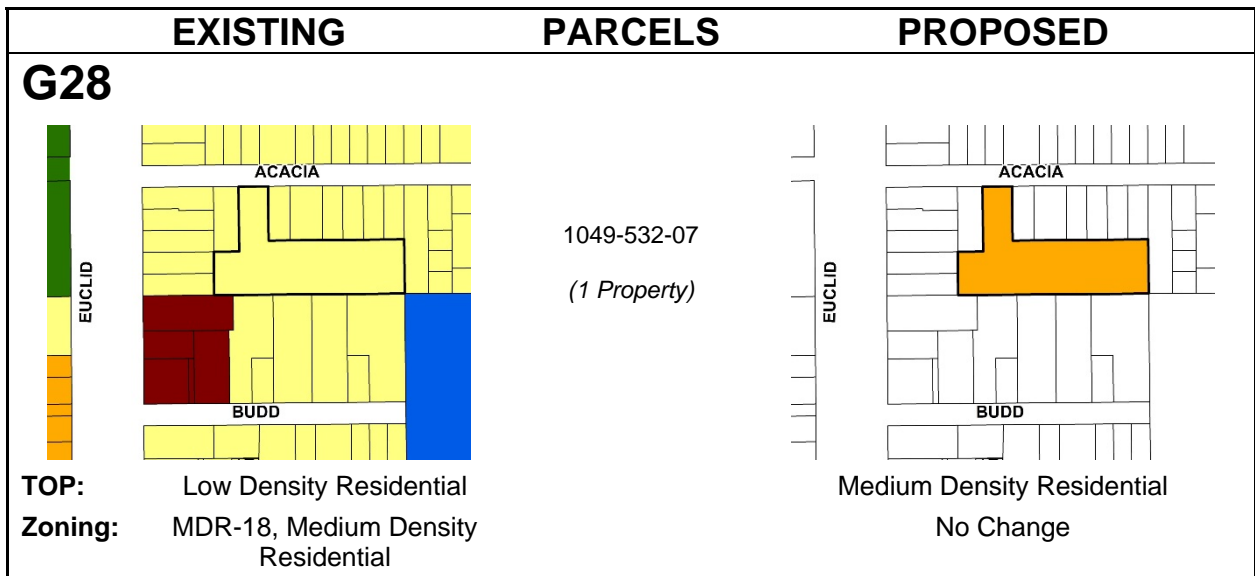 EXISTING PARCELS PROPOSED
G28
ACACIA
EUCLID
BUDD
1049-532-07
(1 Property)
ACACIA
EUCLID
BUDD
TOP: Low Density Residential Medium Density Residential
Zoning: MDR-18, Medium Density No Change
Residential